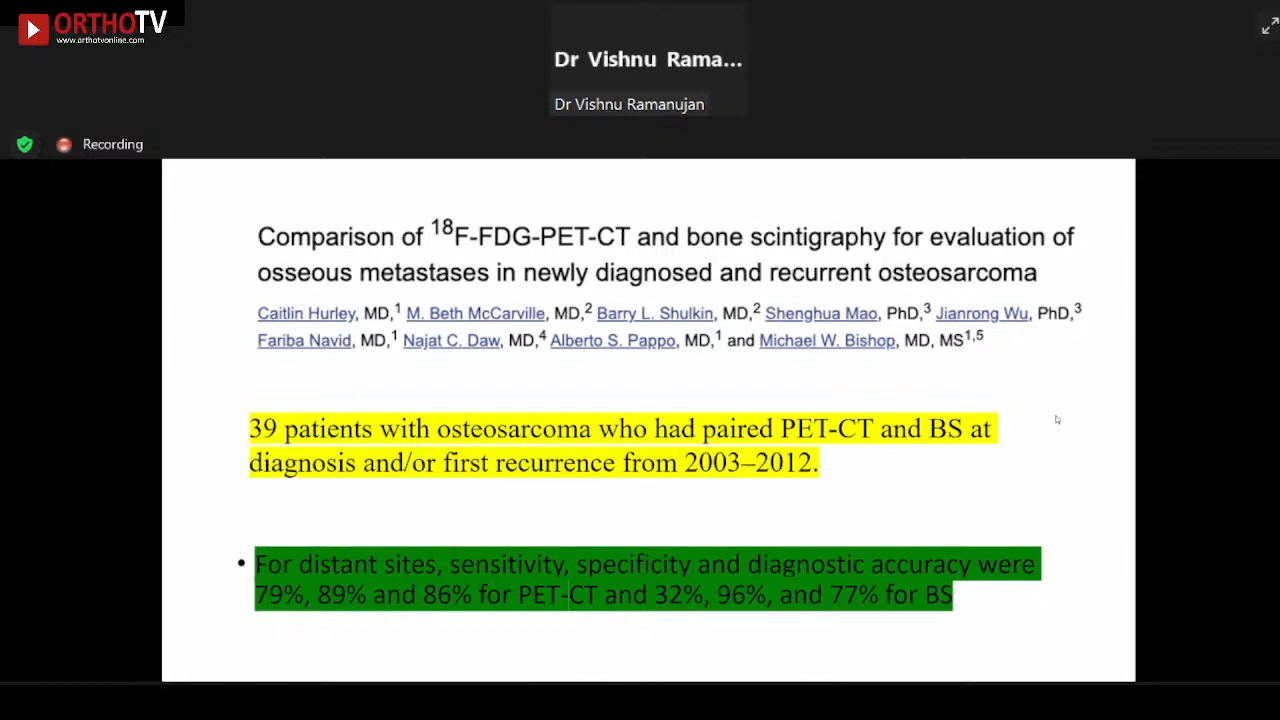 ORTHOTV
www.orthotvonline.com
Dr Vishnu Rama...
Dr Vishnu Ramanujan
Recording
Comparison of 18F-FDG-PET-CT and bone scintigraphy for evaluation of
osseous metastases in newly diagnosed and recurrent osteosarcoma
Caitlin Hurley, MD,1 M. Beth McCarville, MD,2 Barry L. Shulkin, MD,2 Shenghua Mao, PhD,3 Jianrong Wu, PhD,3
Fariba Navid, MD,1 Najat C. Daw, MD,4 Alberto S. Pappo, MD,1 and Michael W. Bishop, MD, MS1,5
39 patients with osteosarcoma who had paired PET-CT and BS at
diagnosis and/or first recurrence from 2003–2012.
• For distant sites, sensitivity, specificity and diagnostic accuracy were
79%, 89% and 86% for PET-CT and 32%, 96%, and 77% for BS